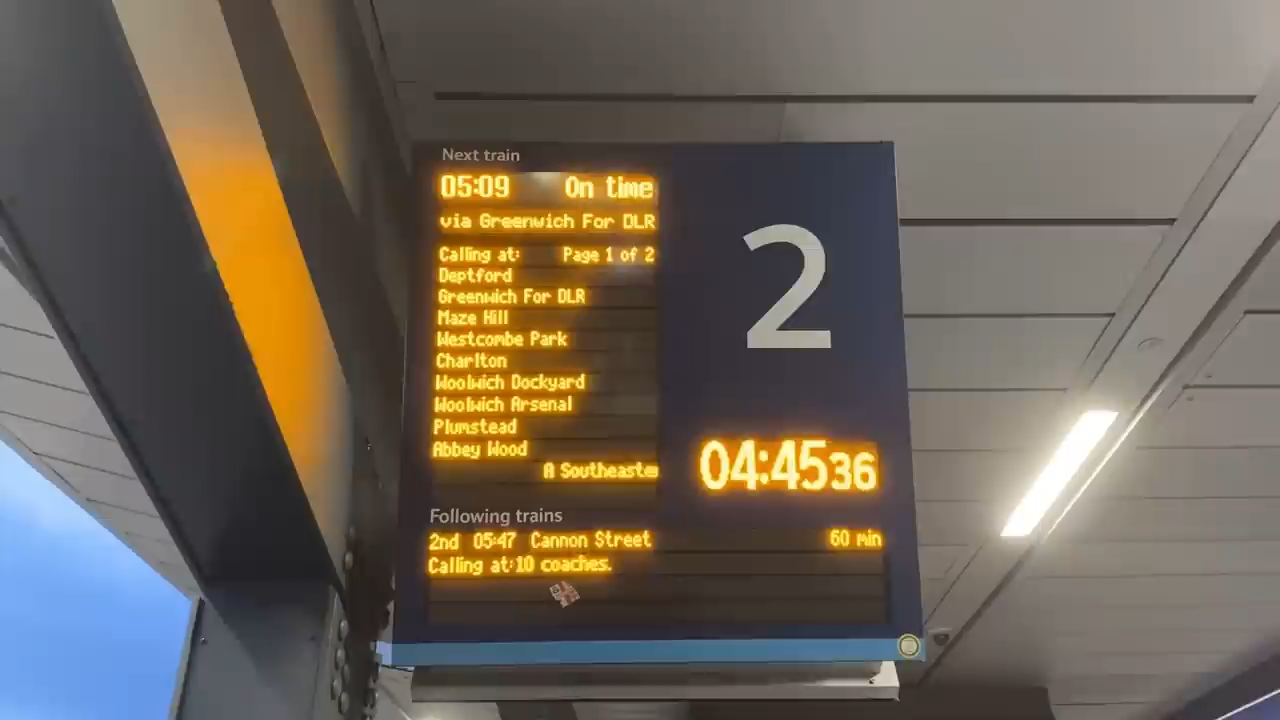 Next train
05:09 On time
via Greenwich For DLR
Calling at: Page 1 of 2
Deptford
Greenwich For DLR
Maze Hill
Westcombe Park
Charlton
Woolwich Dockyard
Woolwich Arsenal
Plumstead
Abbey Wood
A Southeaste
2
04:45 36
Following trains
2nd 05:47 Cannon Street 60 min
Calling at: 10 coaches.